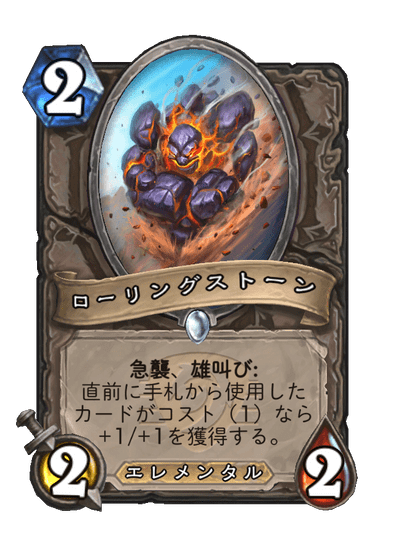 2
ローリングストーン
急襲、雄叫び:
直前に手札から使用した
カードがコスト（1）なら
+1/+1を獲得する。
2
エレメンタル
2